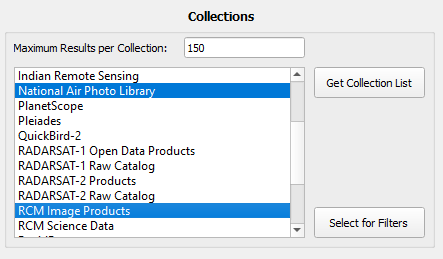 Collections
Maximum Results per Collection: 150
Indian Remote Sensing
National Air Photo Library
PlanetScope
Pleiades
QuickBird-2
RADARSAT-1 Open Data Products
RADARSAT-1 Raw Catalog
RADARSAT-2 Products
RADARSAT-2 Raw Catalog
RCM Image Products
RCM Science Data
Get Collection List
Select for Filters